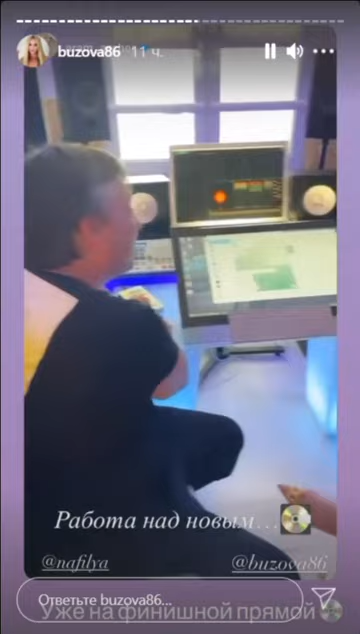 buzova86 11 ч.
Работа над новым...
@nafilya @buzova86
Ответьте buzova86...
Уже на финишной прямой